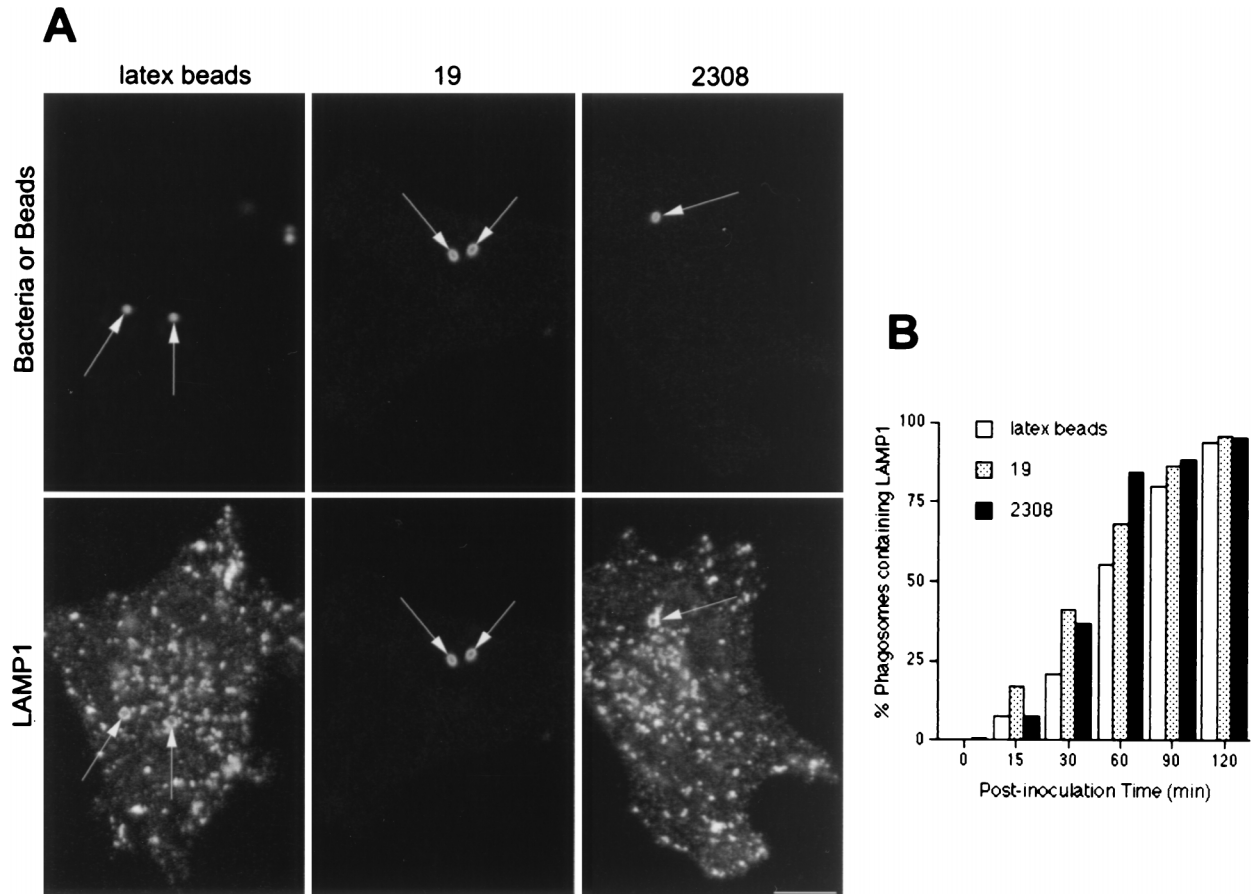 A
latex beads
19
2308
Bacteria or Beads
LAMP1
B
% Phagosomes containing LAMP1
100
75
50
25
0
latex beads
19
2308
0 15 30 60 90 120
Post-inoculation Time (min)